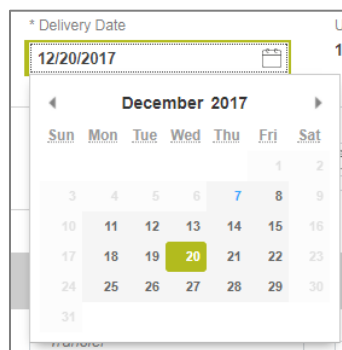 * Delivery Date
U
12/20/2017
1
December 2017
Sun Mon Tue Wed Thu Fri Sat
1 2
3 4 5 6 7 8 9
10 11 12 13 14 15 16
17 18 19 20 21 22 23
24 25 26 27 28 29 30
31
Transfer